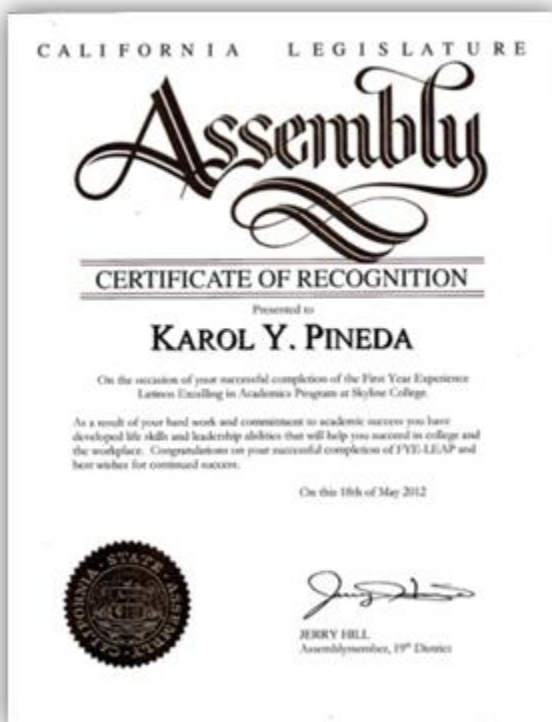 CALIFORNIA LEGISLATURE
Assembly
CERTIFICATE OF RECOGNITION
Presented to
KAROL Y. PINEDA
On the occasion of your successful completion of the First Year Experience
Latinos Excelling in Academics Program at Skyline College.
As a result of your hard work and commitment to academic success you have
developed life skills and leadership abilities that will help you succeed in college and
the workplace. Congratulations on your successful completion of FYE-LEAP and
best wishes for continued success.
On this 18th of May 2012
CALIFORNIA · STATE · ASSEMBLY
JERRY HILL
Assemblymember, 19th District